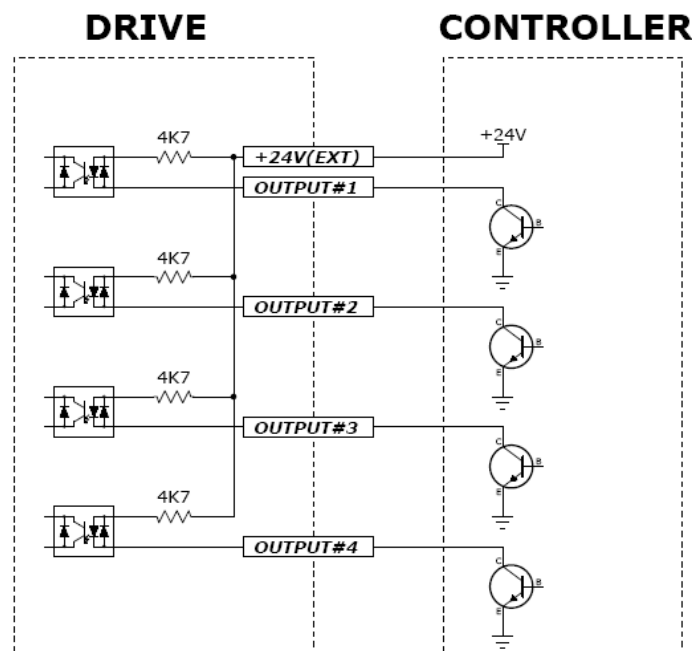 DRIVE CONTROLLER
4K7
+24V(EXT)
+24V
OUTPUT#1
C
B
E
4K7
OUTPUT#2
C
B
E
4K7
OUTPUT#3
C
B
E
4K7
OUTPUT#4
C
B
E